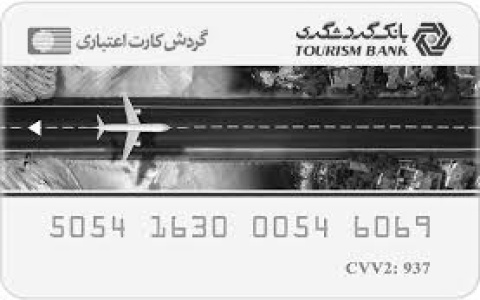 بانک گردشگری
TOURISM BANK
گردش کارت اعتباری
5054 1630 0054 6069
CVV2: 937